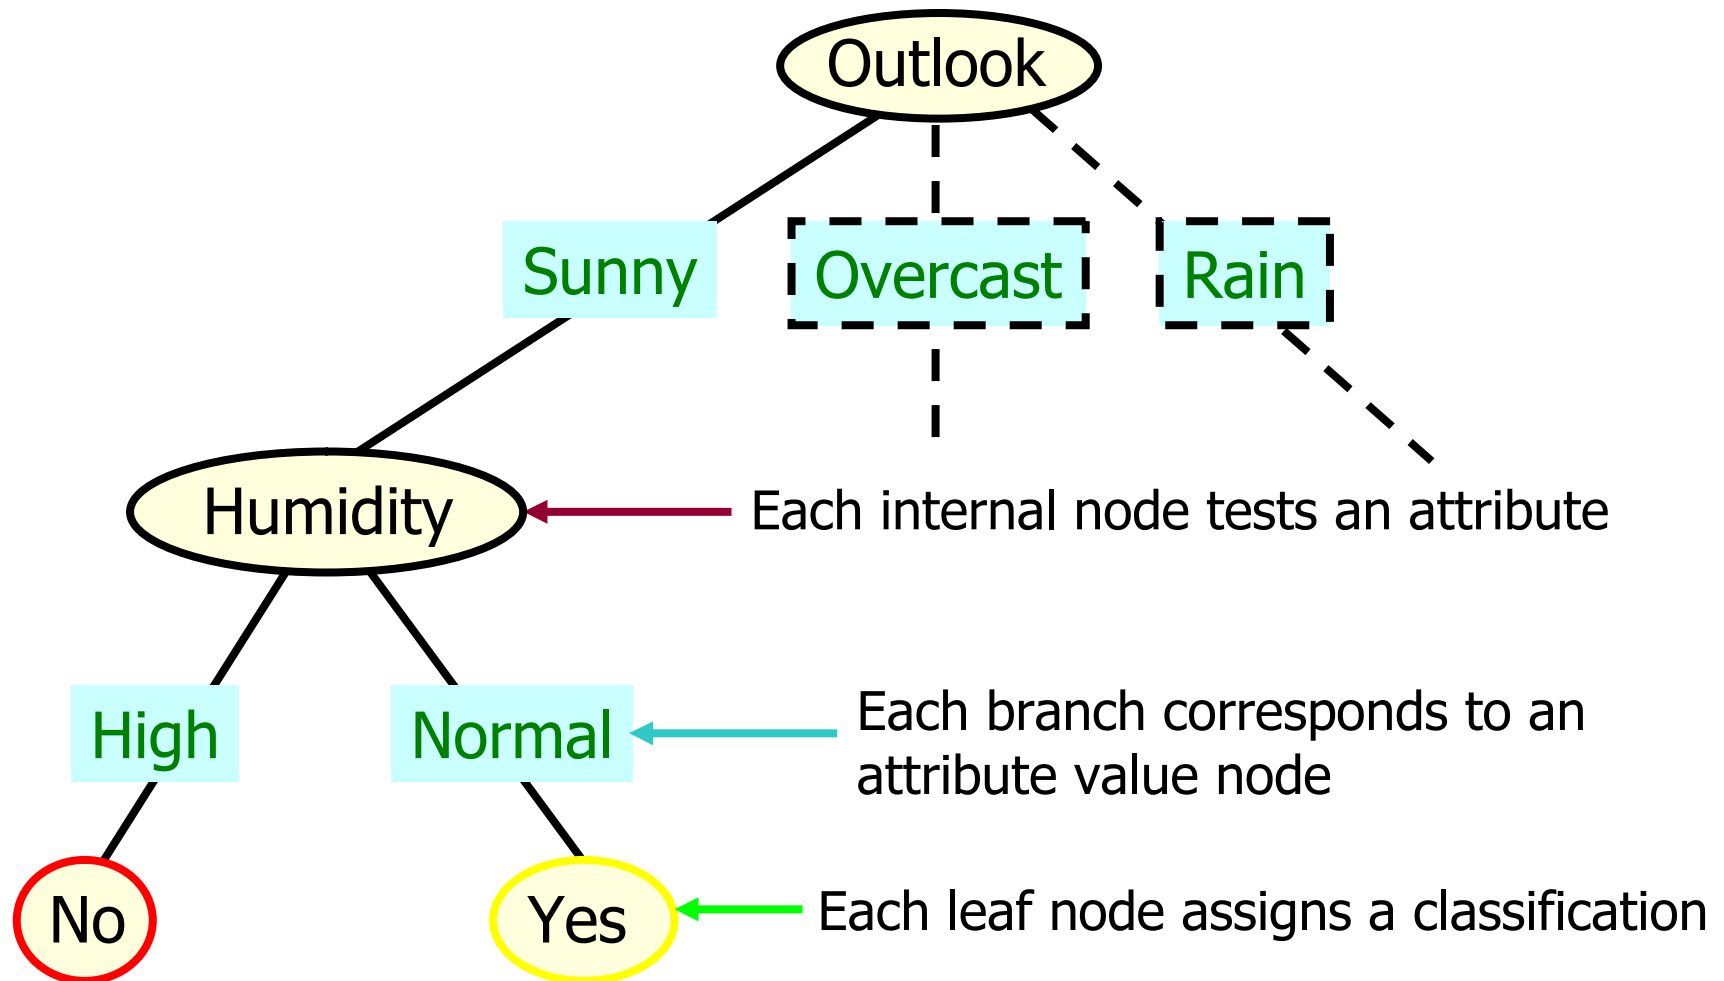 Outlook
Sunny
Overcast
Rain
Humidity
Each internal node tests an attribute
High
Normal
Each branch corresponds to an
attribute value node
No
Yes
Each leaf node assigns a classification